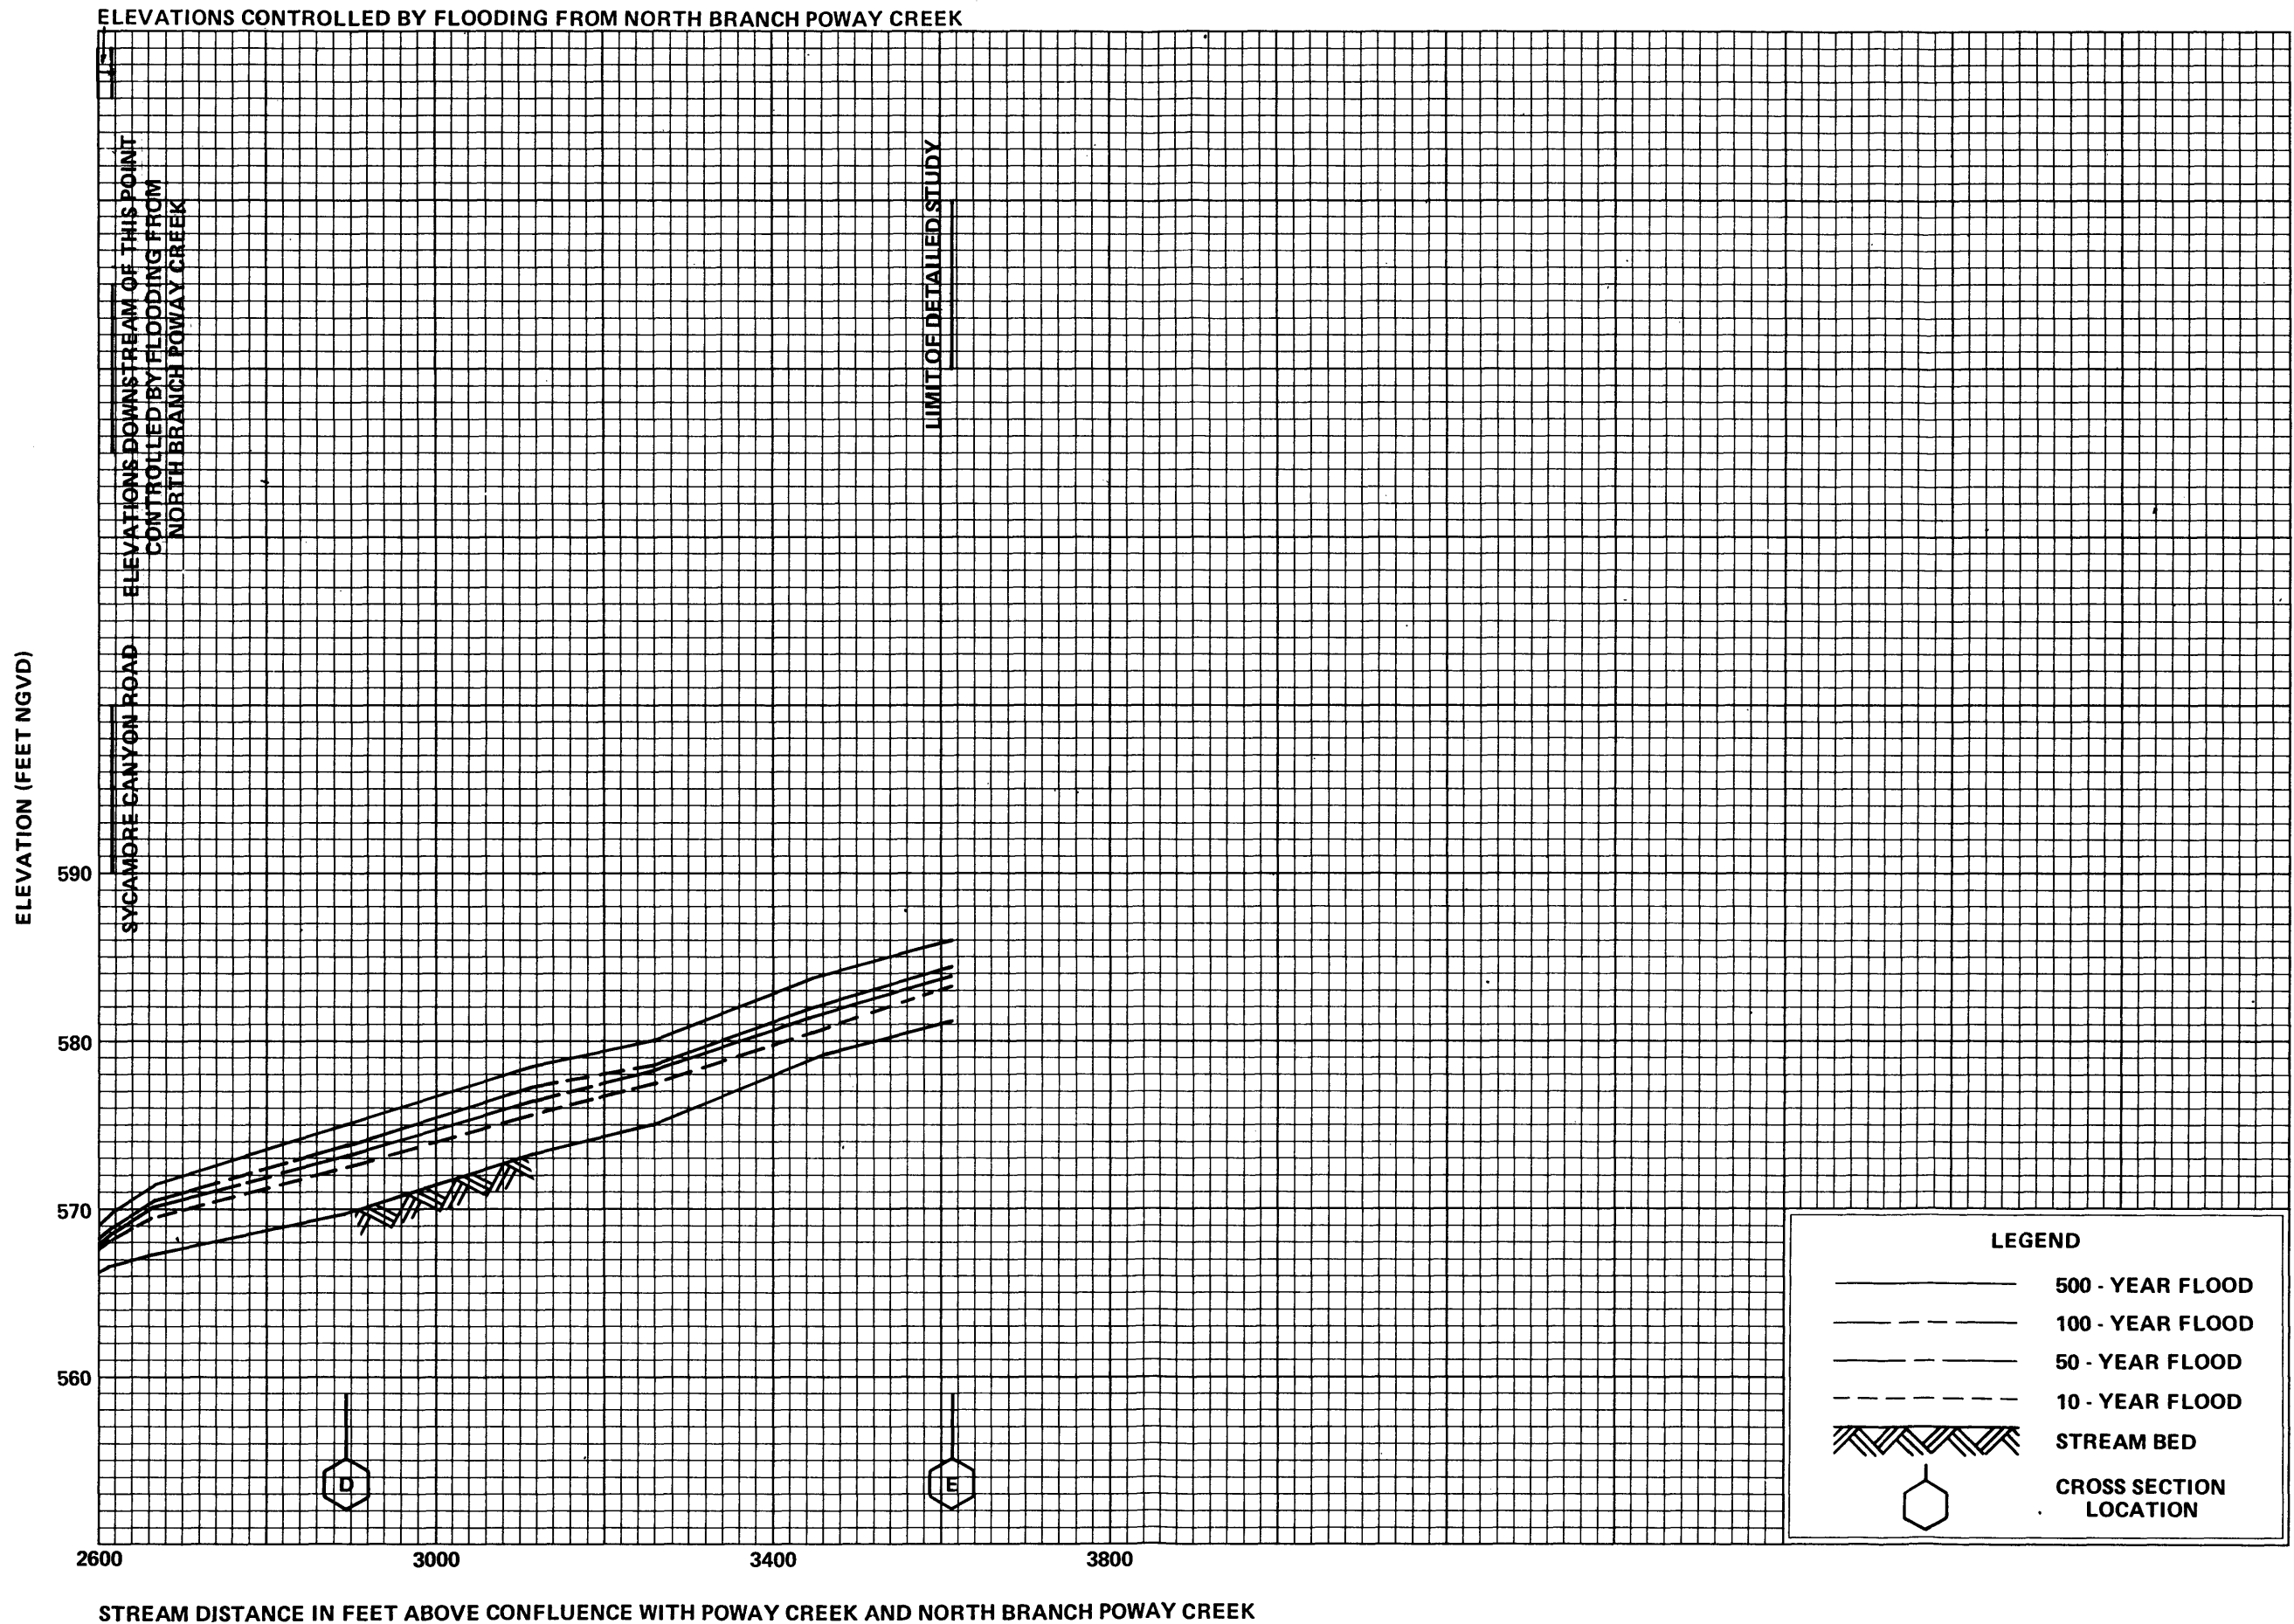 ELEVATIONS CONTROLLED BY FLOODING FROM NORTH BRANCH POWAY CREEK
ELEVATIONS DOWNSTREAM OF THIS POINT
CONTROLLED BY FLOODING FROM
NORTH BRANCH POWAY CREEK
LIMIT OF DETAILED STUDY
SYCAMORE CANYON ROAD
ELEVATION (FEET NGVD)
590
580
570
560
D
E
2600
3000
3400
3800
STREAM DISTANCE IN FEET ABOVE CONFLUENCE WITH POWAY CREEK AND NORTH BRANCH POWAY CREEK
LEGEND
500 - YEAR FLOOD
100 - YEAR FLOOD
50 - YEAR FLOOD
10 - YEAR FLOOD
STREAM BED
CROSS SECTION
LOCATION